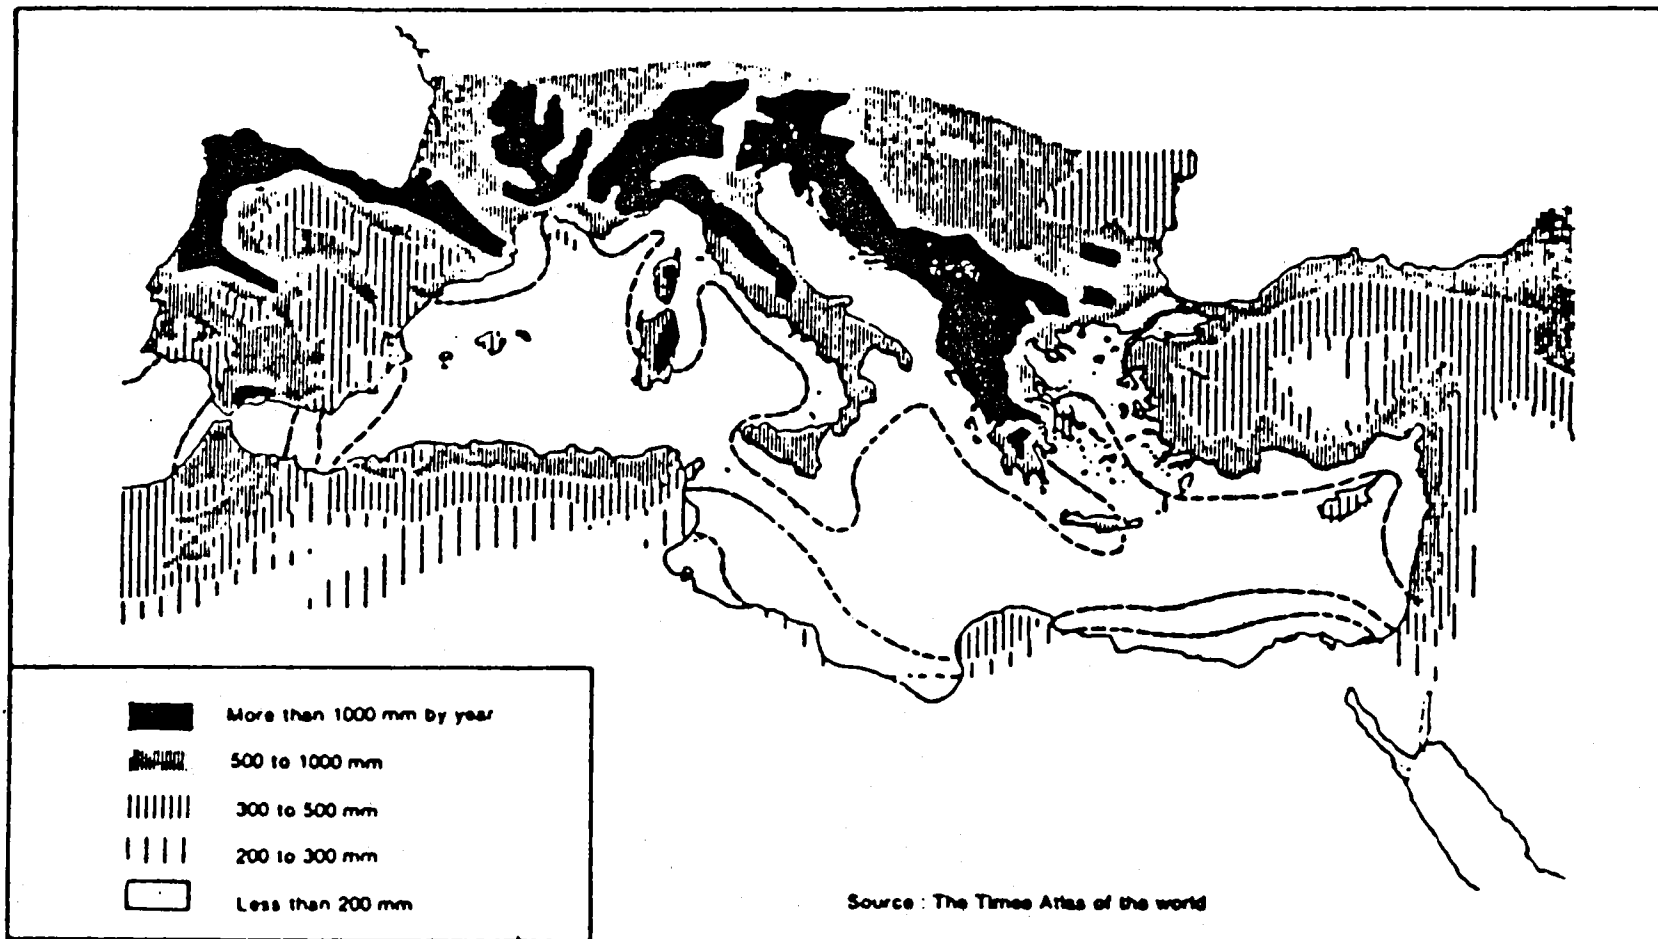 More than 1000 mm by year
500 to 1000 mm
300 to 500 mm
200 to 300 mm
Less than 200 mm
Source : The Times Atlas of the world